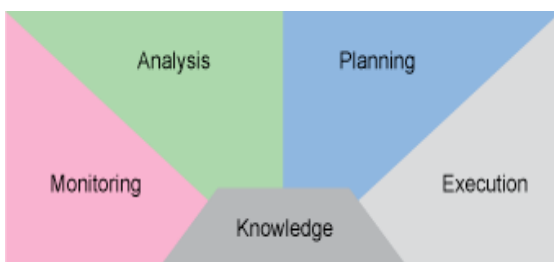 Analysis
Planning
Monitoring
Execution
Knowledge